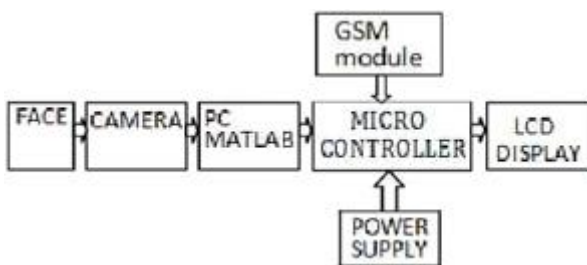 GSM
module
FACE
CAMERA
PC
MATLAB
MICRO
CONTROLLER
LCD
DISPLAY
POWER
SUPPLY